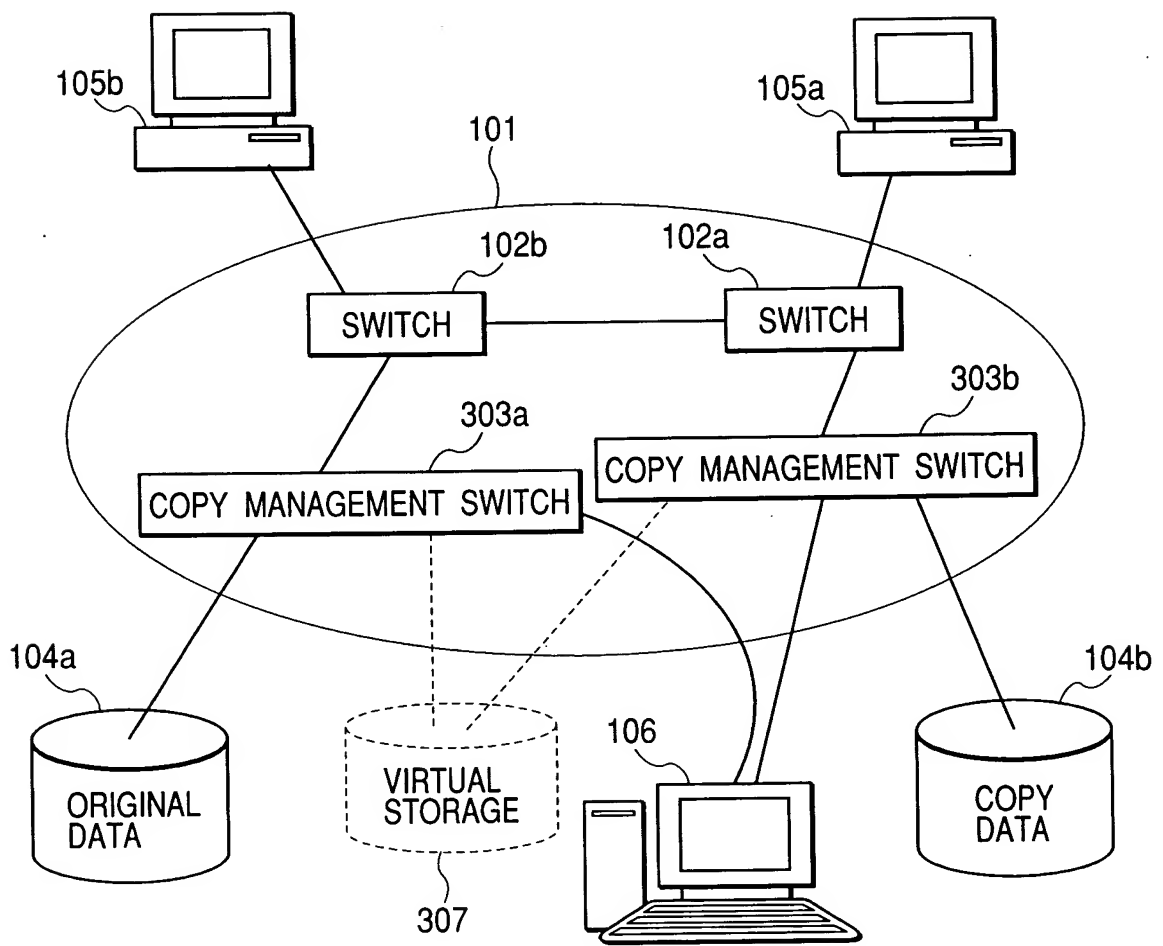 105b
105a
101
102b
102a
SWITCH
SWITCH
303a
303b
COPY MANAGEMENT SWITCH
COPY MANAGEMENT SWITCH
104a
104b
106
ORIGINAL
DATA
VIRTUAL
STORAGE
COPY
DATA
307